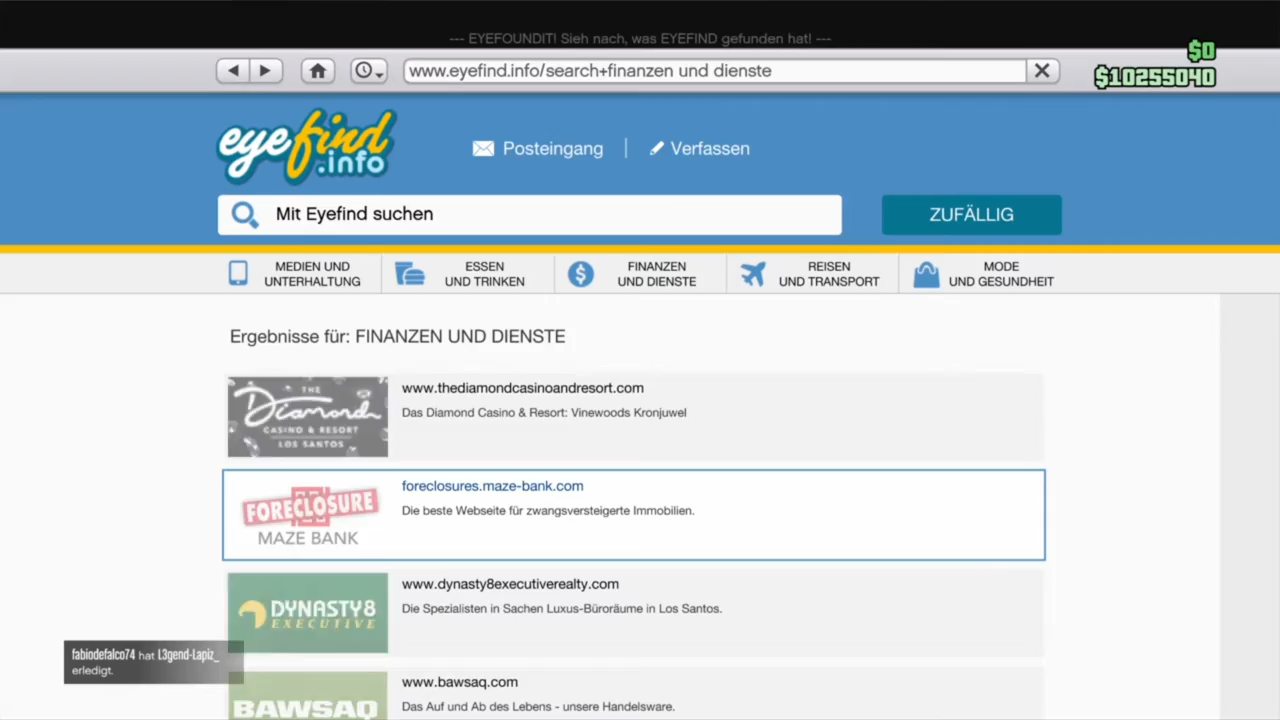 --- EYEFOUNDIT! Sieh nach, was EYEFIND gefunden hat! ---
$0
www.eyefind.info/search+finanzen und dienste
$10255040
eyefind
.info
Posteingang
Verfassen
Mit Eyefind suchen
ZUFÄLLIG
MEDIEN UND
UNTERHALTUNG
ESSEN
UND TRINKEN
FINANZEN
UND DIENSTE
REISEN
UND TRANSPORT
MODE
UND GESUNDHEIT
Ergebnisse für: FINANZEN UND DIENSTE
THE
Diamond
CASINO & RESORT
LOS SANTOS
www.thediamondcasinoandresort.com
Das Diamond Casino & Resort: Vinewoods Kronjuwel
FORECLOSURE
MAZE BANK
foreclosures.maze-bank.com
Die beste Webseite für zwangsversteigerte Immobilien.
DYNASTY8
EXECUTIVE
www.dynasty8executiverealty.com
Die Spezialisten in Sachen Luxus-Büroräume in Los Santos.
fabiodefalco74 hat L3gend-Lapiz_
erledigt.
BAWSAQ
www.bawsaq.com
Das Auf und Ab des Lebens - unsere Handelsware.